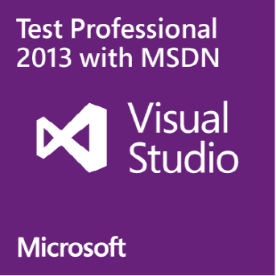 Test Professional
2013 with MSDN
Visual
Studio
Microsoft